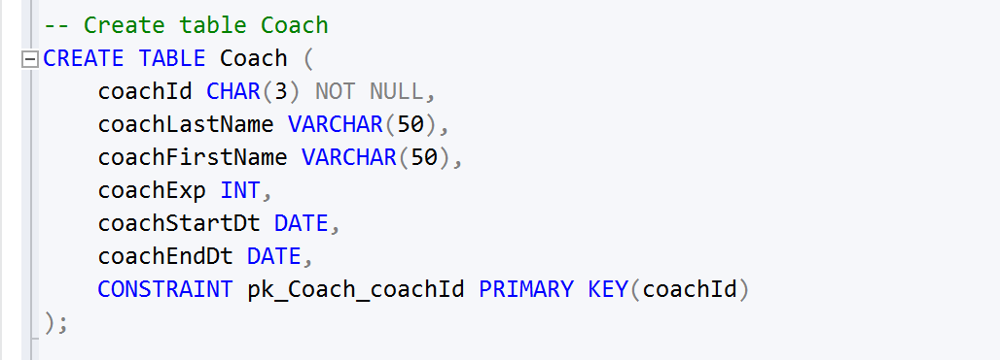 -- Create table Coach
CREATE TABLE Coach (
coachId CHAR(3) NOT NULL,
coachLastName VARCHAR(50),
coachFirstName VARCHAR(50),
coachExp INT,
coachStartDt DATE,
coachEndDt DATE,
CONSTRAINT pk_Coach_coachId PRIMARY KEY(coachId)
);